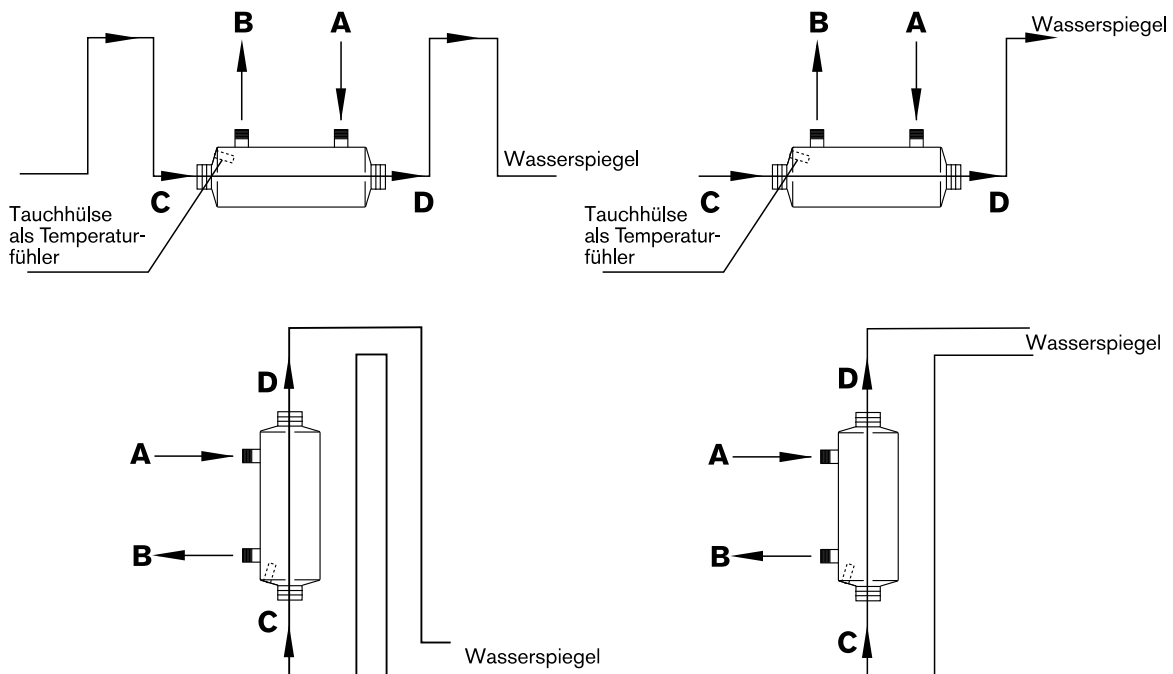 B
A
Wasserspiegel
C
D
Tauchhülse
als Temperatur-
fühler
B
A
Wasserspiegel
C
D
Tauchhülse
als Temperatur-
fühler
D
A
B
C
Wasserspiegel
D
Wasserspiegel
A
B
C